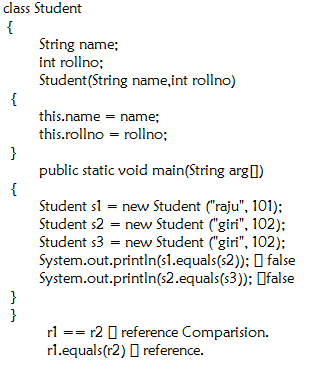 class Student
{
String name;
int rollno;
Student(String name,int rollno)
{
this.name = name;
this.rollno = rollno;
}
public static void main(String arg[])
{
Student s1 = new Student ("raju", 101);
Student s2 = new Student ("giri", 102);
Student s3 = new Student ("giri", 102);
System.out.println(s1.equals(s2)); [] false
System.out.println(s2.equals(s3)); []false
}
}
r1 == r2 [] reference Comparision.
r1.equals(r2) [] reference.